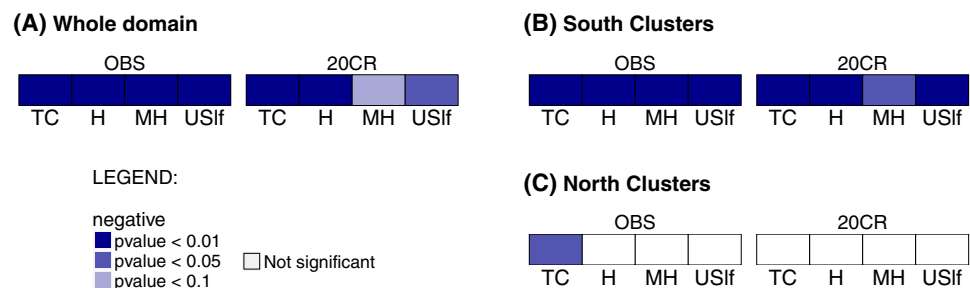 (A) Whole domain
OBS 20CR
TC H MH USlf TC H MH USlf
LEGEND:
negative
pvalue < 0.01
pvalue < 0.05
pvalue < 0.1
Not significant
(B) South Clusters
OBS 20CR
TC H MH USlf TC H MH USlf
(C) North Clusters
OBS 20CR
TC H MH USlf TC H MH USlf